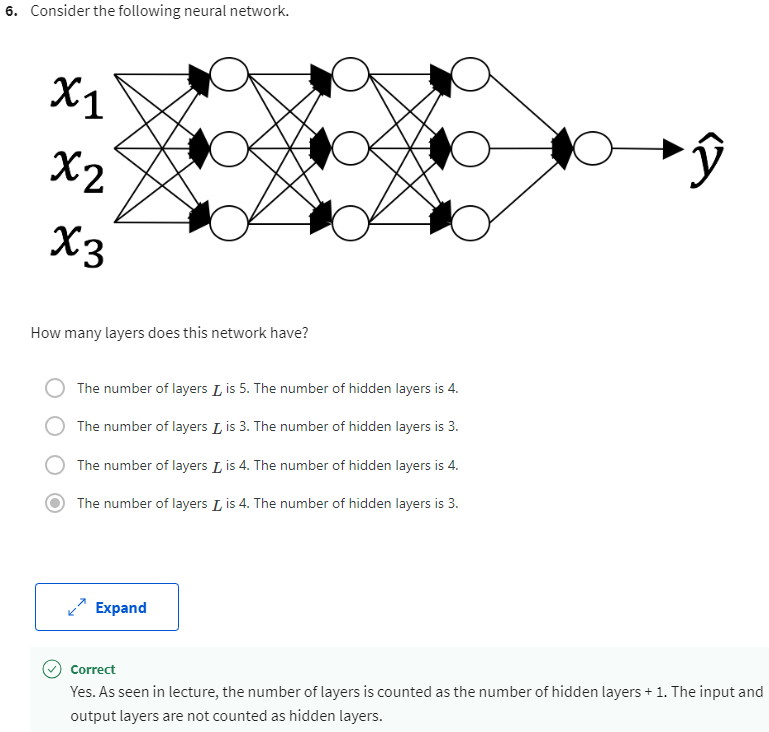 6. Consider the following neural network.
x1
x2
ŷ
x3
How many layers does this network have?
The number of layers L is 5. The number of hidden layers is 4.
The number of layers L is 3. The number of hidden layers is 3.
The number of layers L is 4. The number of hidden layers is 4.
The number of layers L is 4. The number of hidden layers is 3.
Expand
Correct
Yes. As seen in lecture, the number of layers is counted as the number of hidden layers + 1. The input and
output layers are not counted as hidden layers.